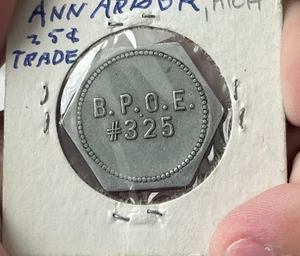 ANN ARBOR, MICH
25¢
TRADE
B.P.O.E.
#325